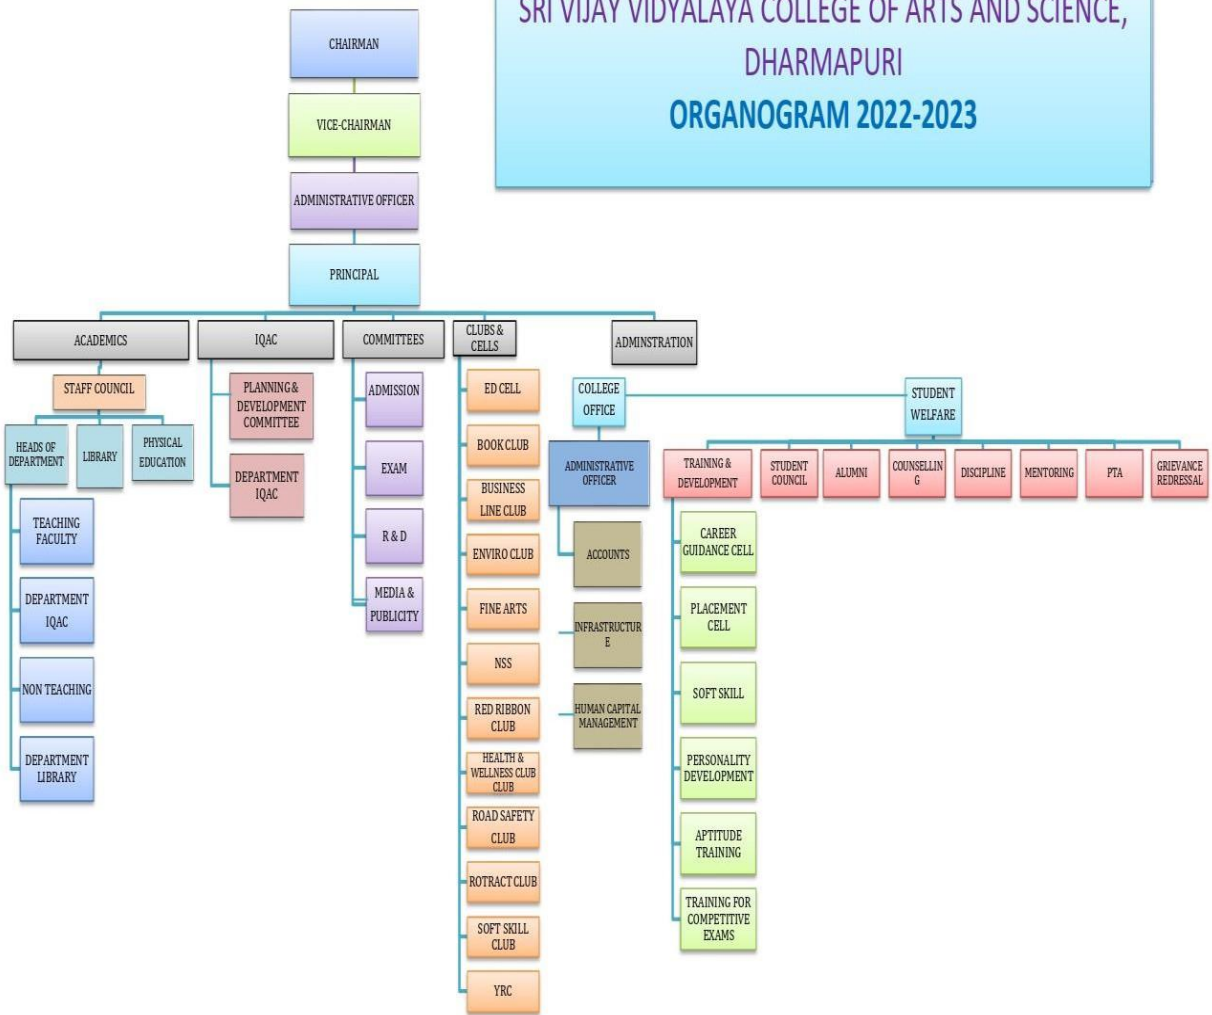 SRI VIJAY VIDYALAYA COLLEGE OF ARTS AND SCIENCE,
DHARMAPURI
ORGANOGRAM 2022-2023
CHAIRMAN
VICE-CHAIRMAN
ADMINISTRATIVE OFFICER
PRINCIPAL
ACADEMICS
IQAC
COMMITTEES
CLUBS &
CELLS
ADMINSTRATION
STAFF COUNCIL
HEADS OF
DEPARTMENT
LIBRARY
PHYSICAL
EDUCATION
TEACHING
FACULTY
DEPARTMENT
IQAC
NON TEACHING
DEPARTMENT
LIBRARY
PLANNING &
DEVELOPMENT
COMMITTEE
DEPARTMENT
IQAC
ADMISSION
EXAM
R & D
MEDIA &
PUBLICITY
ED CELL
BOOK CLUB
BUSINESS
LINE CLUB
ENVIRO CLUB
FINE ARTS
NSS
RED RIBBON
CLUB
HEALTH &
WELLNESS CLUB
CLUB
ROAD SAFETY
CLUB
ROTRACT CLUB
SOFT SKILL
CLUB
YRC
COLLEGE
OFFICE
ADMINISTRATIVE
OFFICER
ACCOUNTS
INFRASTRUCTUR
E
HUMAN CAPITAL
MANAGEMENT
STUDENT
WELFARE
TRAINING &
DEVELOPMENT
STUDENT
COUNCIL
ALUMNI
COUNSELLIN
G
DISCIPLINE
MENTORING
PTA
GRIEVANCE
REDRESSAL
CAREER
GUIDANCE CELL
PLACEMENT
CELL
SOFT SKILL
PERSONALITY
DEVELOPMENT
APTITUDE
TRAINING
TRAINING FOR
COMPETITIVE
EXAMS